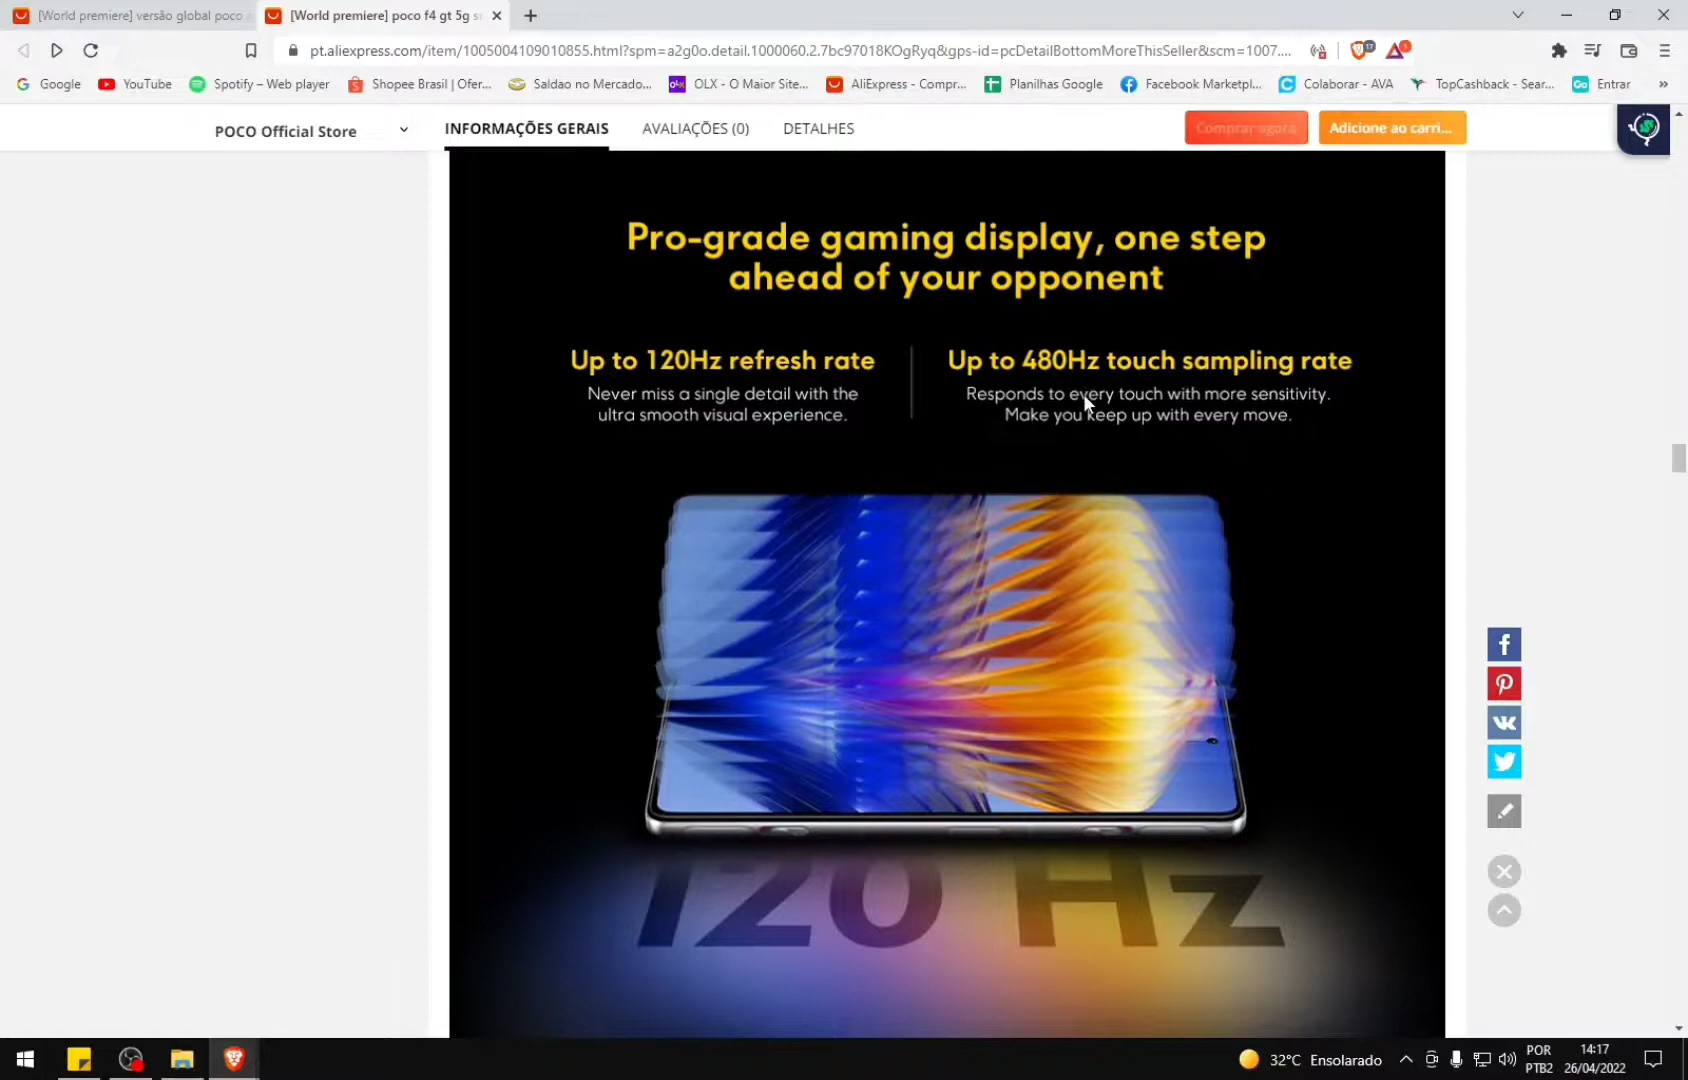 [World premiere] versão global poco
[World premiere] poco f4 gt 5g
pt.aliexpress.com/item/1005004109010855.html?spm=a2g0o.detail.1000060.2.7bc97018KOgRyq&gps-id=pcDetailBottomMoreThisSeller&scm=1007....
17
1
Google
YouTube
Spotify – Web player
Shopee Brasil | Ofer...
Saldao no Mercado...
OLX - O Maior Site...
AliExpress - Compr...
Planilhas Google
Facebook Marketpl...
Colaborar - AVA
TopCashback - Sear...
Entrar
»
POCO Official Store
INFORMAÇÕES GERAIS
AVALIAÇÕES (0)
DETALHES
Comprar agora
Adicione ao carri...
Pro-grade gaming display, one step
ahead of your opponent
Up to 120Hz refresh rate
Never miss a single detail with the
ultra smooth visual experience.
Up to 480Hz touch sampling rate
Responds to every touch with more sensitivity.
Make you keep up with every move.
120 Hz
32°C Ensolarado
POR
PTB2
14:17
26/04/2022